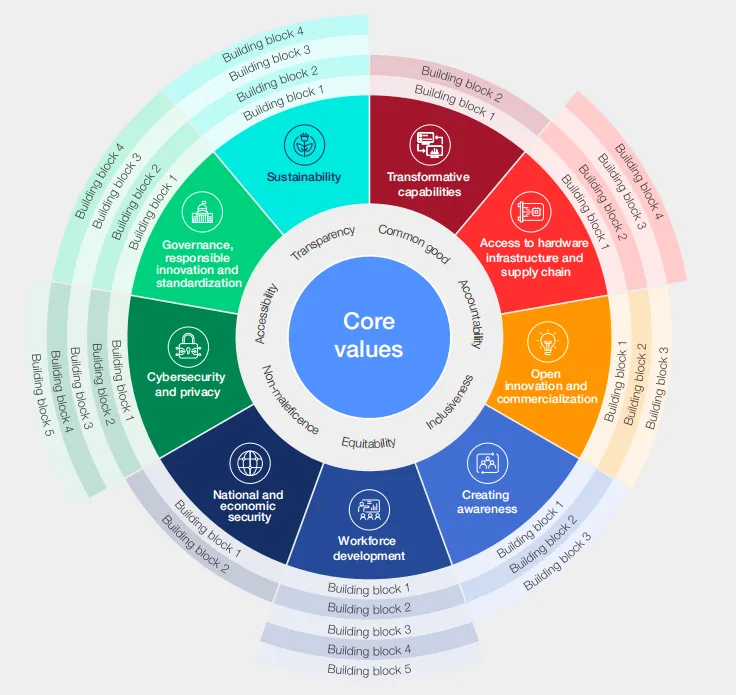 Core
values
Common good
Accountability
Inclusiveness
Equitability
Non-maleficence
Accessibility
Transparency
Transformative
capabilities
Building block 1
Building block 2
Access to hardware
infrastructure and
supply chain
Building block 1
Building block 2
Building block 3
Building block 4
Open
innovation and
commercialization
Building block 1
Building block 2
Building block 3
Creating
awareness
Building block 1
Building block 2
Building block 3
Workforce
development
Building block 1
Building block 2
Building block 3
Building block 4
Building block 5
National and
economic
security
Building block 1
Building block 2
Cybersecurity
and privacy
Building block 1
Building block 2
Building block 3
Building block 4
Building block 5
Governance,
responsible
innovation and
standardization
Building block 1
Building block 2
Building block 3
Building block 4
Sustainability
Building block 1
Building block 2
Building block 3
Building block 4